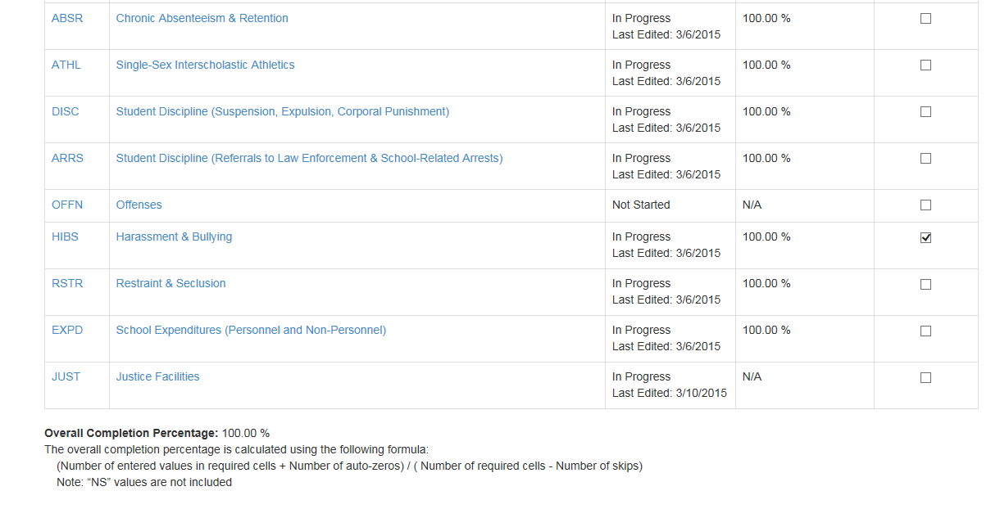 ABSR Chronic Absenteeism & Retention In Progress 100.00 %
Last Edited: 3/6/2015
ATHL Single-Sex Interscholastic Athletics In Progress 100.00 %
Last Edited: 3/6/2015
DISC Student Discipline (Suspension, Expulsion, Corporal Punishment) In Progress 100.00 %
Last Edited: 3/6/2015
ARRS Student Discipline (Referrals to Law Enforcement & School-Related Arrests) In Progress 100.00 %
Last Edited: 3/6/2015
OFFN Offenses Not Started N/A
HIBS Harassment & Bullying In Progress 100.00 %
Last Edited: 3/6/2015
RSTR Restraint & Seclusion In Progress 100.00 %
Last Edited: 3/6/2015
EXPD School Expenditures (Personnel and Non-Personnel) In Progress 100.00 %
Last Edited: 3/6/2015
JUST Justice Facilities In Progress N/A
Last Edited: 3/10/2015
Overall Completion Percentage: 100.00 %
The overall completion percentage is calculated using the following formula:
(Number of entered values in required cells + Number of auto-zeros) / ( Number of required cells - Number of skips)
Note: “NS” values are not included